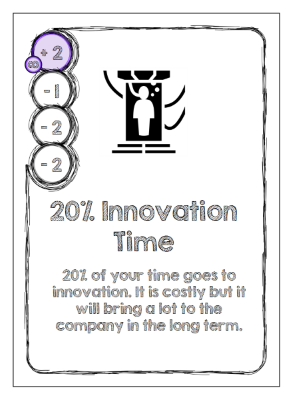 + 2
∞
- 1
- 2
- 2
20% Innovation
Time
20% of your time goes to
innovation. It is costly but it
will bring a lot to the
company in the long term.